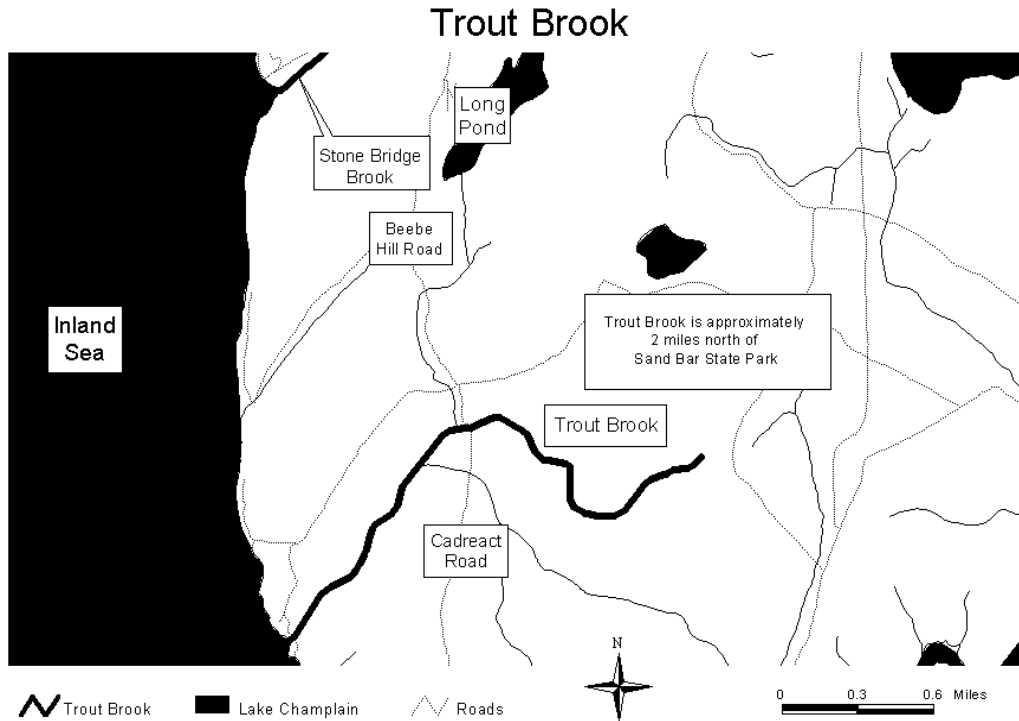 Trout Brook
Long
Pond
Stone Bridge
Brook
Beebe
Hill Road
Inland
Sea
Trout Brook is approximately
2 miles north of
Sand Bar State Park
Trout Brook
Cadreact
Road
N
Trout Brook
Lake Champlain
Roads
0 0.3 0.6 Miles